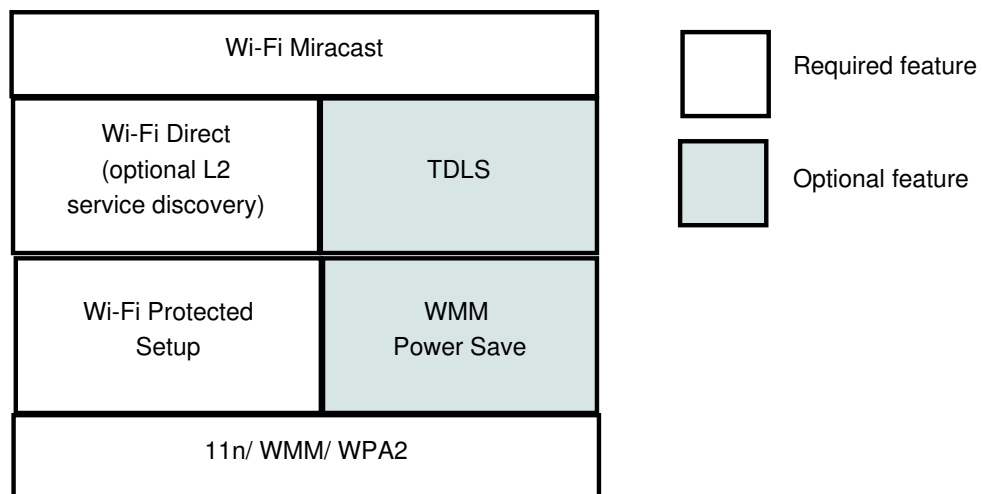 Wi-Fi Miracast
Wi-Fi Direct
(optional L2
service discovery)
TDLS
Wi-Fi Protected
Setup
WMM
Power Save
11n/ WMM/ WPA2
Required feature
Optional feature